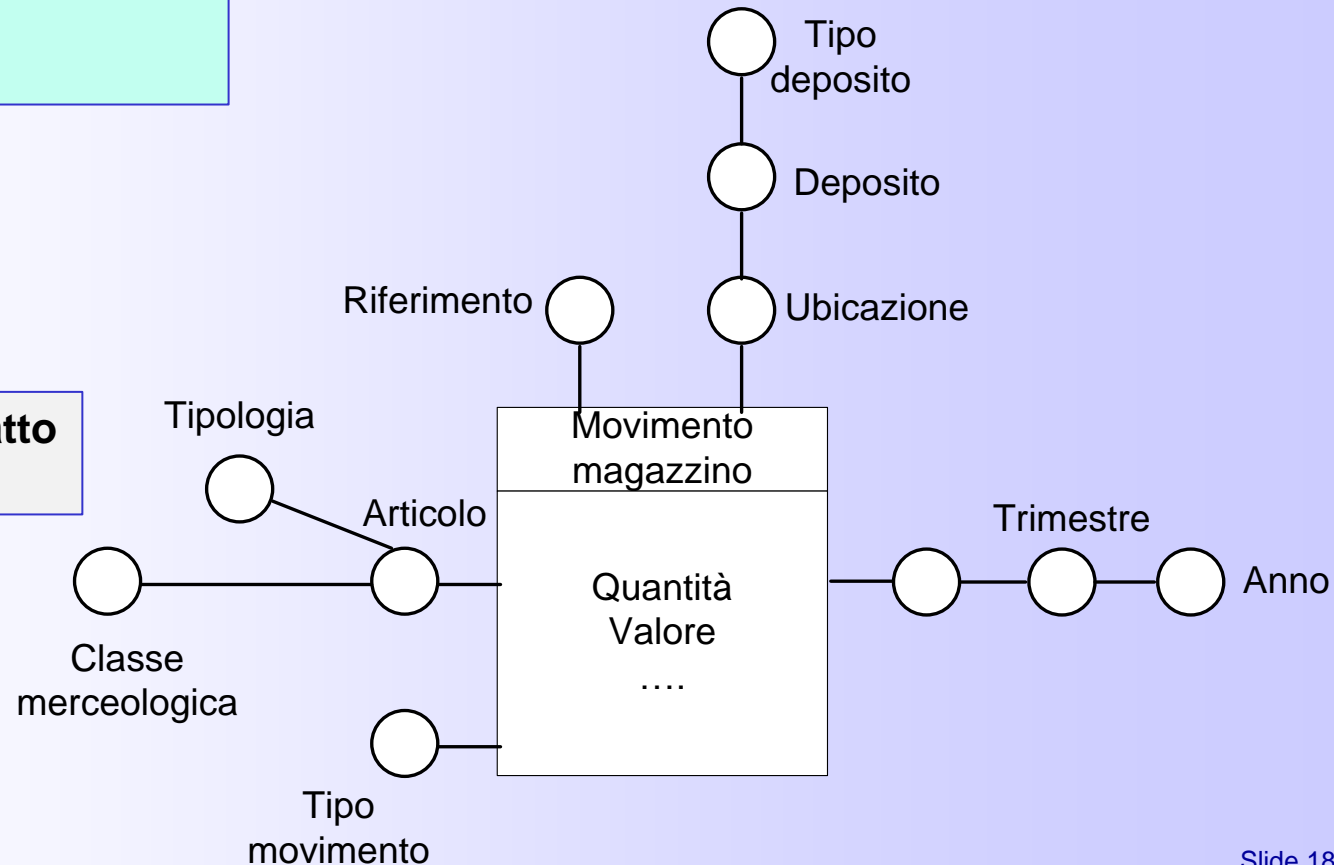 Tipo
deposito
Deposito
Riferimento
Ubicazione
Tipologia
Movimento
magazzino
Articolo
Trimestre
Quantità
Valore
….
Anno
Classe
merceologica
Tipo
movimento
Slide 18